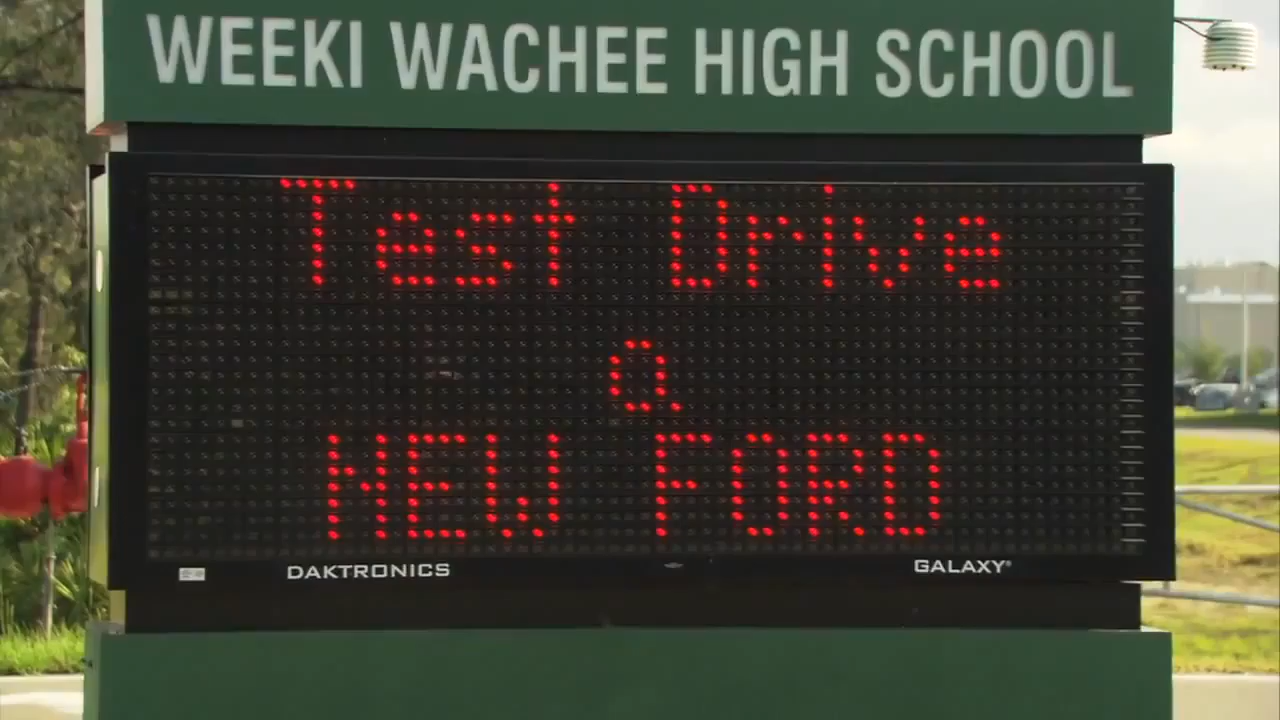 WEEKI WACHEE HIGH SCHOOL
Test Drive
a
NEW FORD
DAKTRONICS GALAXY®